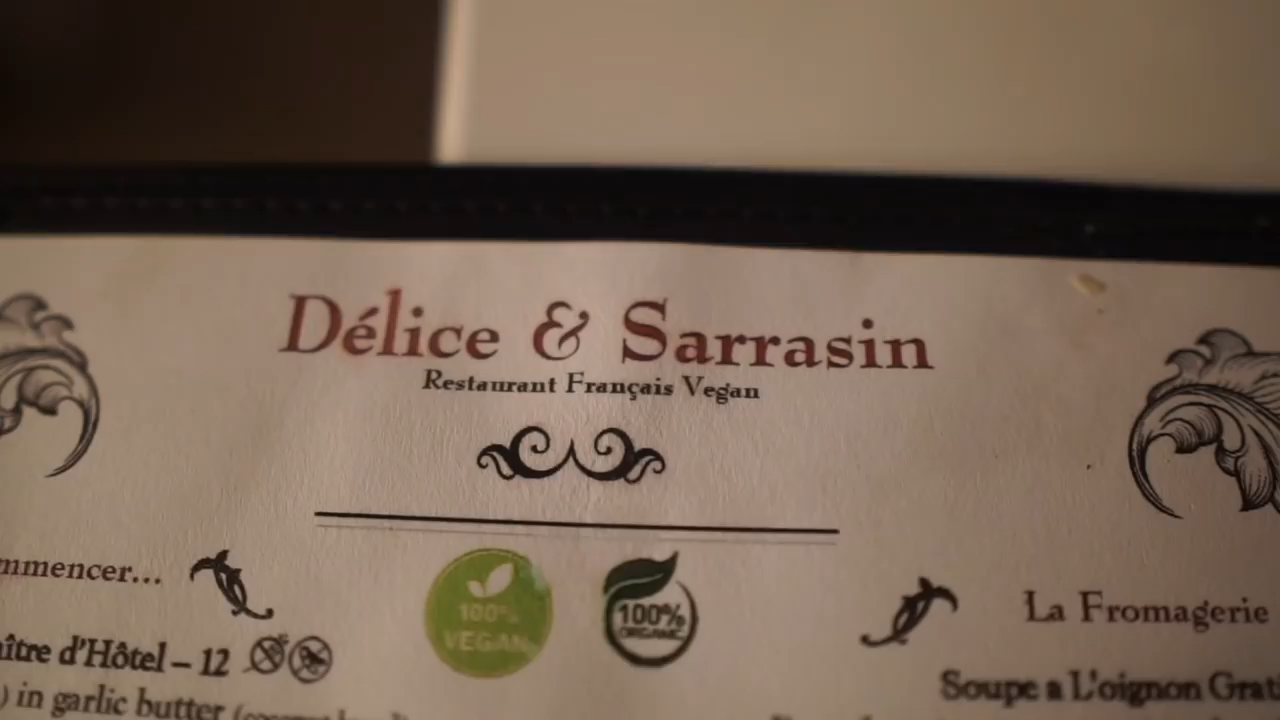 Délice & Sarrasin
Restaurant Français Vegan
mmencer...
100%
VEGAN
100%
ORGANIC
La Fromagerie
aître d'Hôtel – 12
) in garlic butter
Soupe a L'oignon Grat